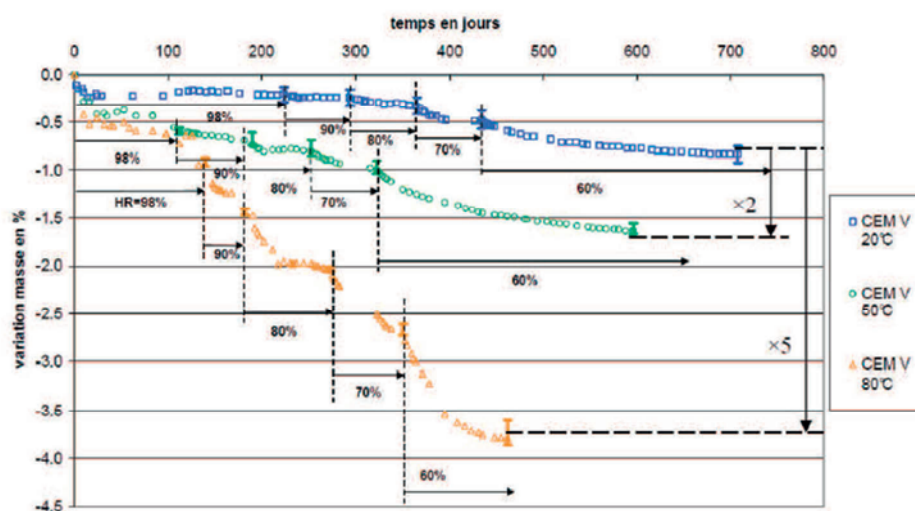 temps en jours
0 100 200 300 400 500 600 700 800
variation masse en %
0.0
-0.5
-1.0
-1.5
-2.0
-2.5
-3.0
-3.5
-4.0
-4.5
98%
90%
80%
70%
60%
98%
90%
80%
70%
60%
HR=98%
90%
80%
70%
60%
×2
×5
CEM V
20°C
CEM V
50°C
CEM V
80°C